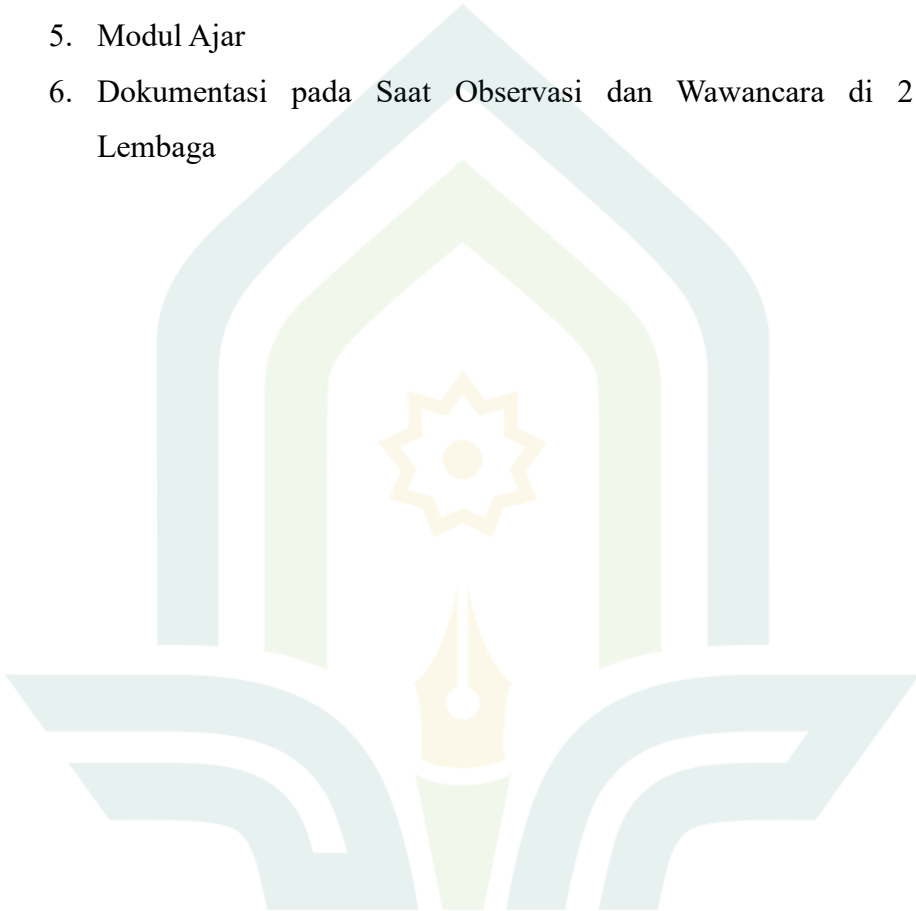 5. Modul Ajar
6. Dokumentasi pada Saat Observasi dan Wawancara di 2
Lembaga